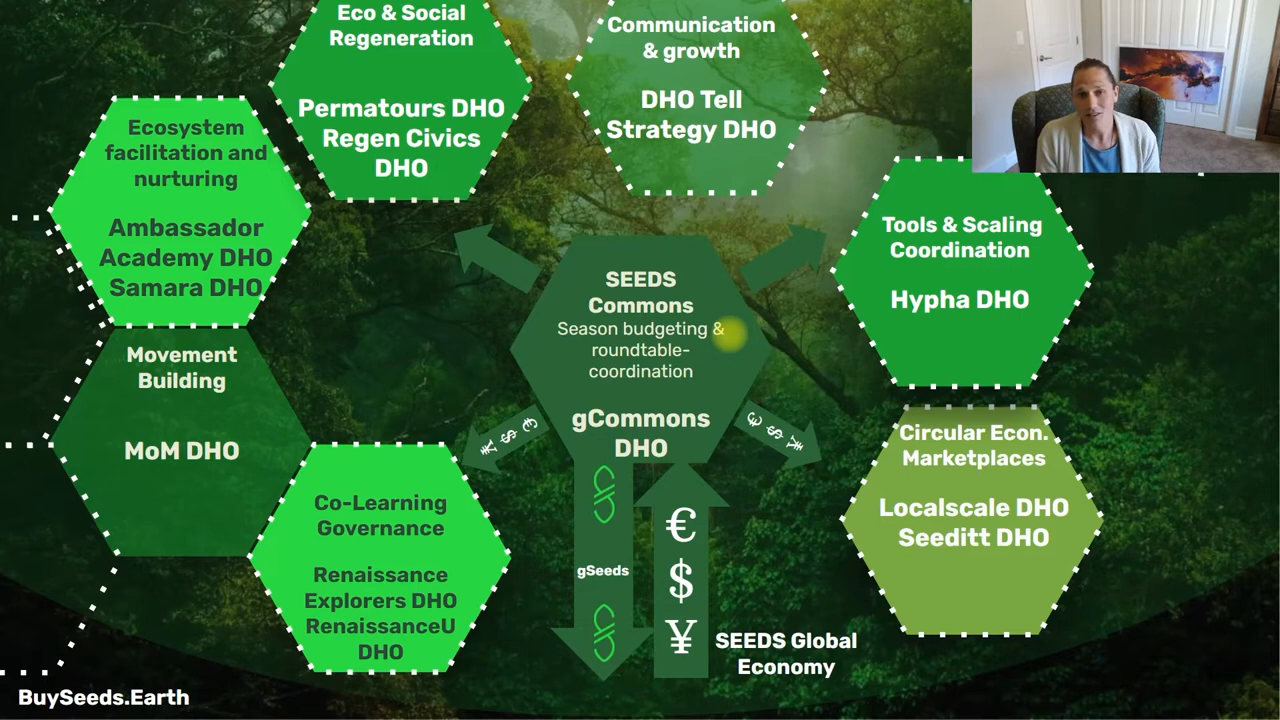 Eco & Social
Regeneration
Permatours DHO
Regen Civics
DHO
Communication
& growth
DHO Tell
Strategy DHO
Ecosystem
facilitation and
nurturing
Ambassador
Academy DHO
Samara DHO
Tools & Scaling
Coordination
Hypha DHO
SEEDS
Commons
Season budgeting &
roundtable-
coordination
gCommons
DHO
Movement
Building
MoM DHO
€ $ ¥
€ $ ¥
Circular Econ.
Marketplaces
Localscale DHO
Seeditt DHO
Co-Learning
Governance
Renaissance
Explorers DHO
RenaissanceU
DHO
gSeeds
€
$
¥
SEEDS Global
Economy
BuySeeds.Earth